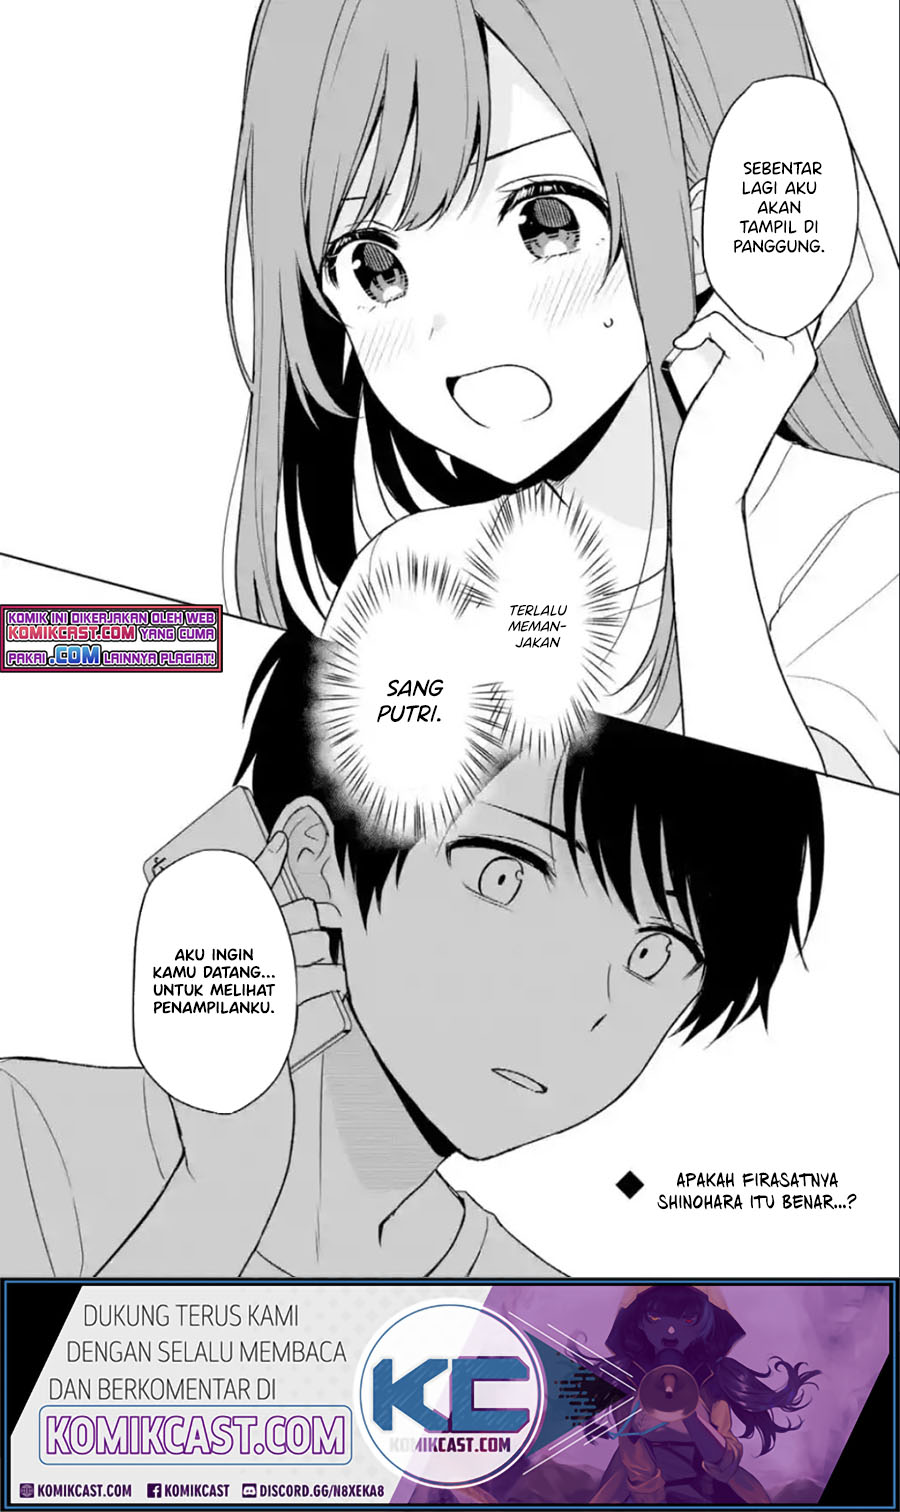 SEBENTAR
LAGI AKU
AKAN
TAMPIL DI
PANGGUNG.
TERLALU
MEMAN-
JAKAN
SANG
PUTRI.
KOMIK INI DIKERJAKAN OLEH WEB
KOMIKCAST.COM YANG CUMA
PAKAI .COM LAINNYA PLAGIAT!
AKU INGIN
KAMU DATANG...
UNTUK MELIHAT
PENAMPILANKU.
APAKAH FIRASATNYA
SHINOHARA ITU BENAR...?
DUKUNG TERUS KAMI
DENGAN SELALU MEMBACA
DAN BERKOMENTAR DI
KOMIKCAST.COM
KOMIKCAST.COM KOMIKCAST DISCORD.GG/N8XEKA8
KC
KOMIKCAST.COM